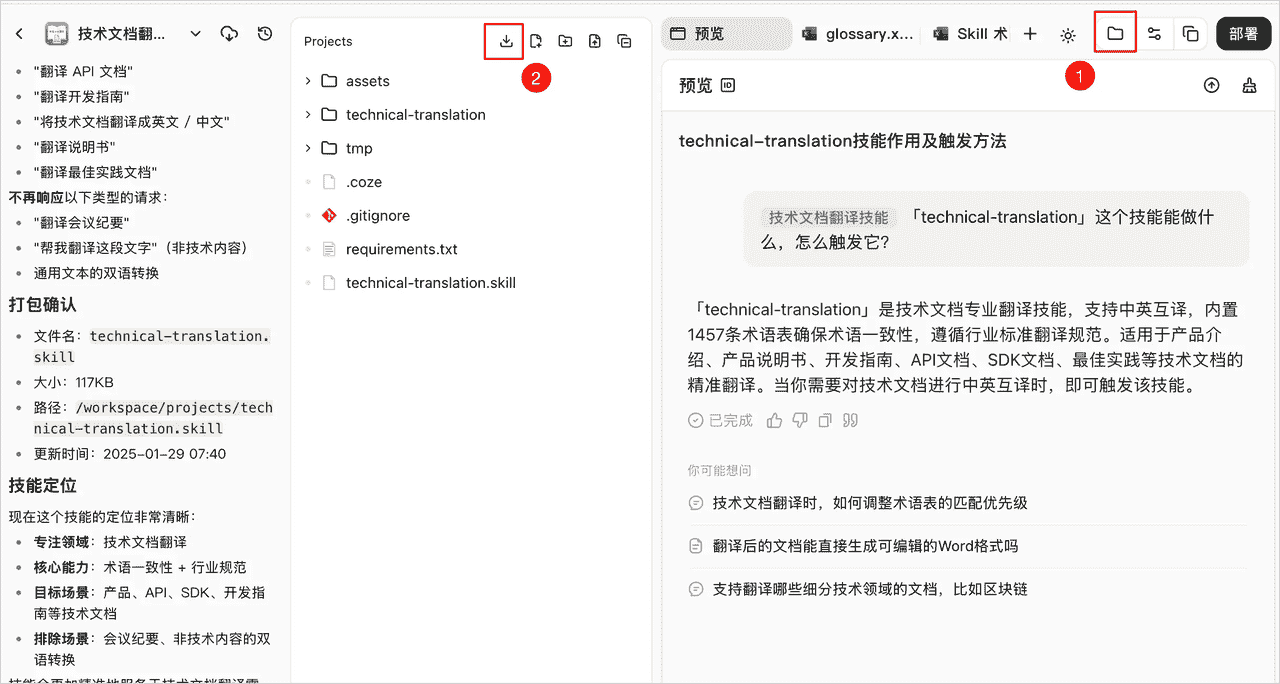 技术文档翻...
"翻译 API 文档"
"翻译开发指南"
"将技术文档翻译成英文 / 中文"
"翻译说明书"
"翻译最佳实践文档"
不再响应以下类型的请求：
"翻译会议纪要"
"帮我翻译这段文字"（非技术内容）
通用文本的双语转换
打包确认
文件名：technical-translation.
skill
大小：117KB
路径：/workspace/projects/tech
nical-translation.skill
更新时间：2025-01-29 07:40
技能定位
现在这个技能的定位非常清晰：
专注领域：技术文档翻译
核心能力：术语一致性 + 行业规范
目标场景：产品、API、SDK、开发指
南等技术文档
排除场景：会议纪要、非技术内容的双
语转换
Projects
2
assets
technical-translation
tmp
.coze
.gitignore
requirements.txt
technical-translation.skill
预览
glossary.x...
Skill 术
部署
1
预览
technical-translation技能作用及触发方法
技术文档翻译技能 「technical-translation」这个技能能做什
么，怎么触发它？
「technical-translation」是技术文档专业翻译技能，支持中英互译，内置
1457条术语表确保术语一致性，遵循行业标准翻译规范。适用于产品介
绍、产品说明书、开发指南、API文档、SDK文档、最佳实践等技术文档的
精准翻译。当你需要对技术文档进行中英互译时，即可触发该技能。
已完成
你可能想问
技术文档翻译时，如何调整术语表的匹配优先级
翻译后的文档能直接生成可编辑的Word格式吗
支持翻译哪些细分技术领域的文档，比如区块链